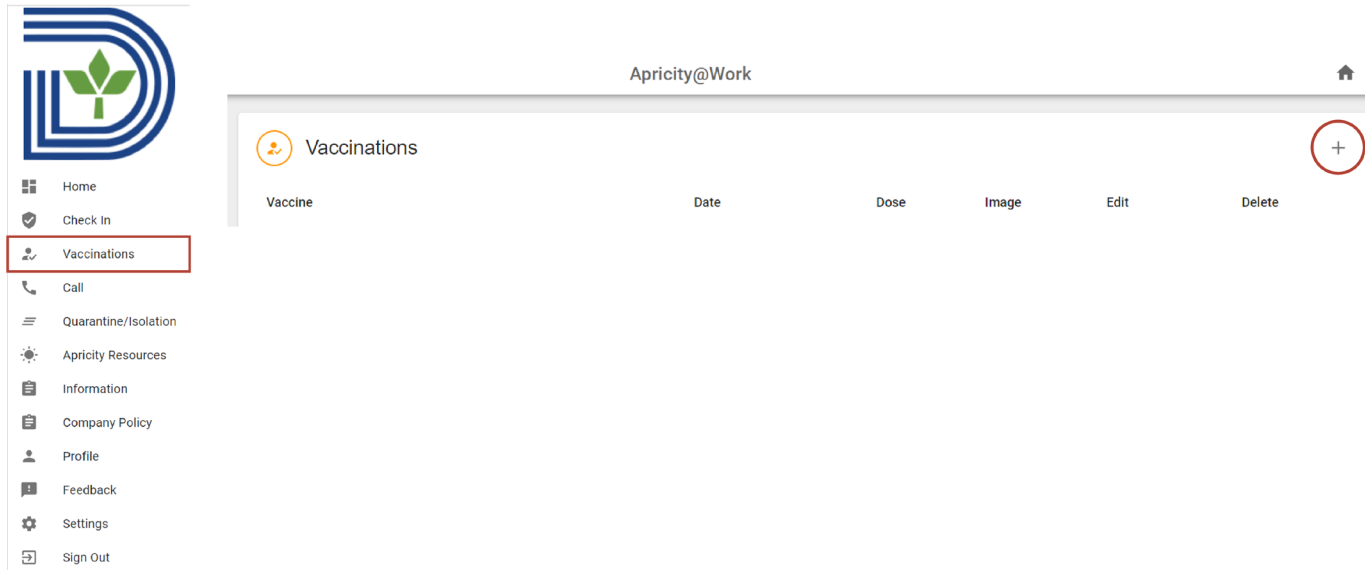 Apricity@Work
Vaccinations
Vaccine Date Dose Image Edit Delete
Home
Check In
Vaccinations
Call
Quarantine/Isolation
Apricity Resources
Information
Company Policy
Profile
Feedback
Settings
Sign Out